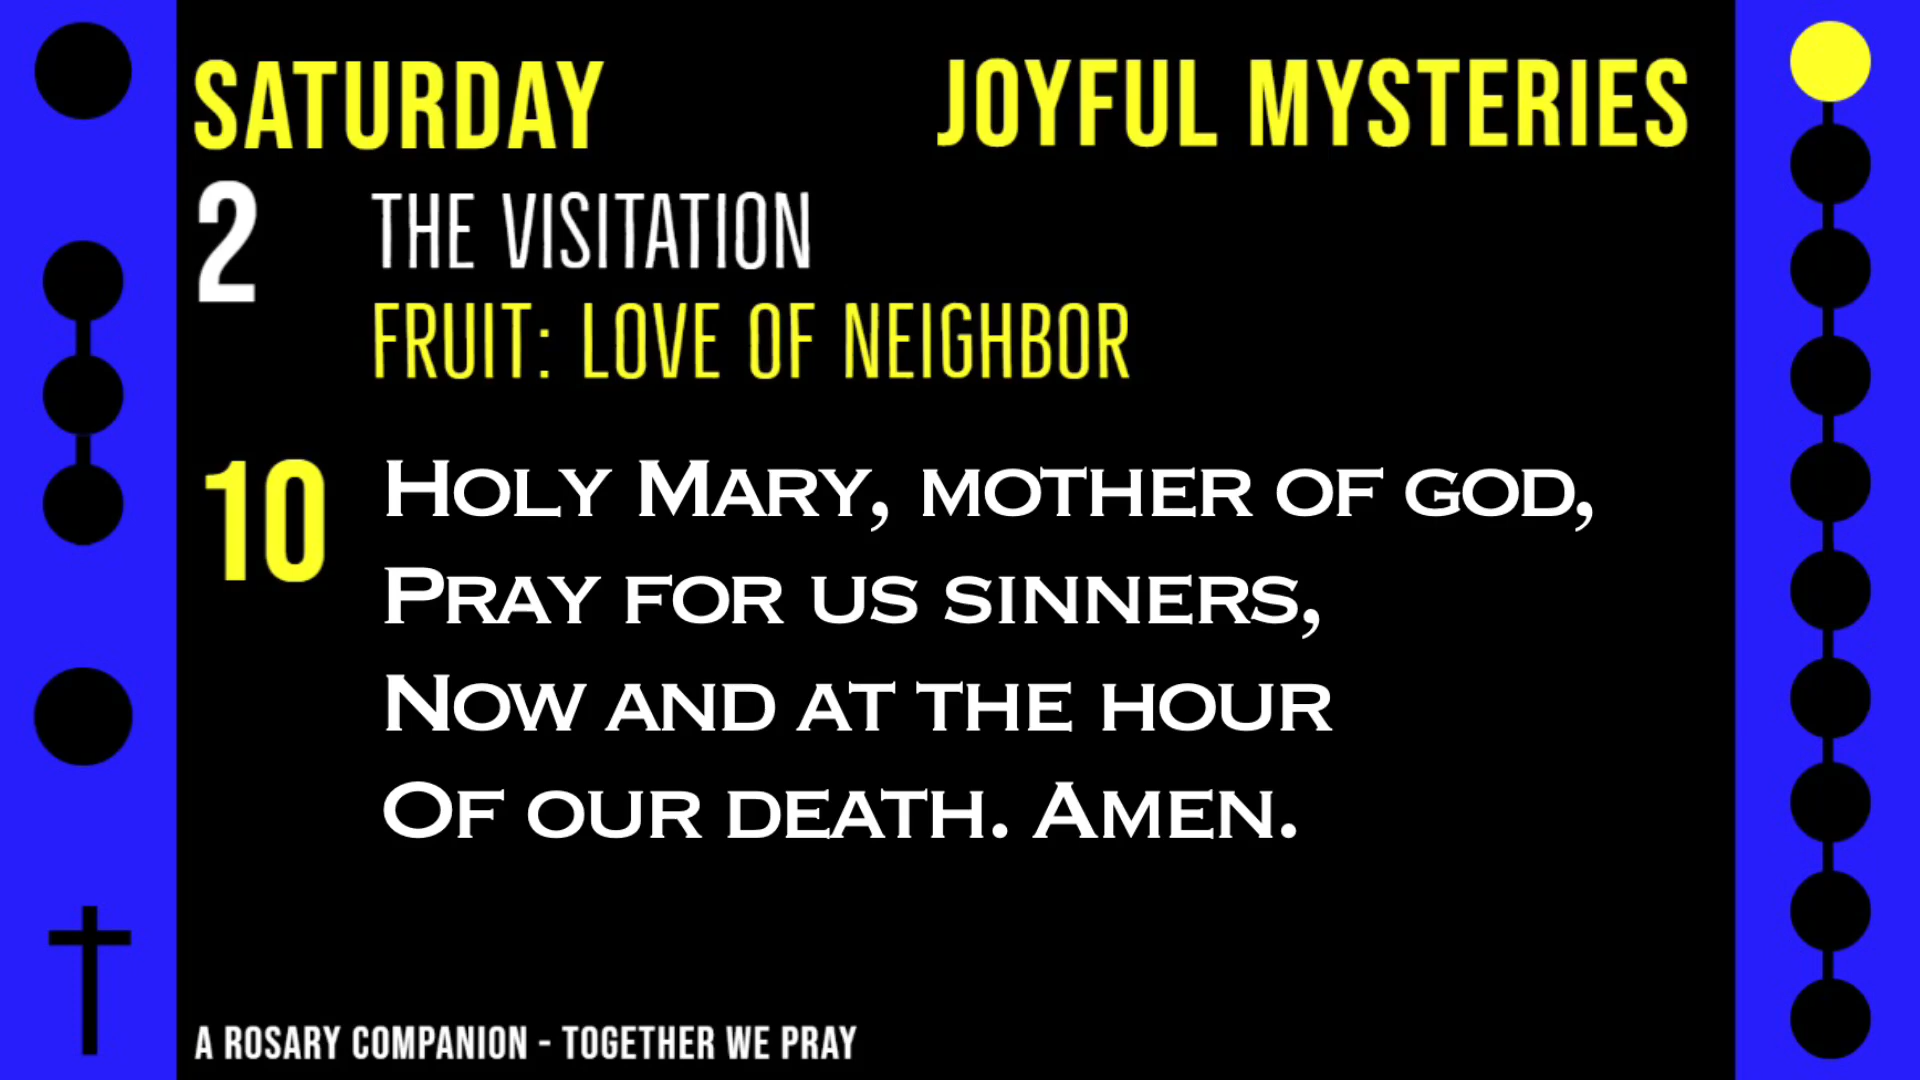 SATURDAY JOYFUL MYSTERIES
2 THE VISITATION
FRUIT: LOVE OF NEIGHBOR
10 HOLY MARY, MOTHER OF GOD,
PRAY FOR US SINNERS,
NOW AND AT THE HOUR
OF OUR DEATH. AMEN.
A ROSARY COMPANION - TOGETHER WE PRAY